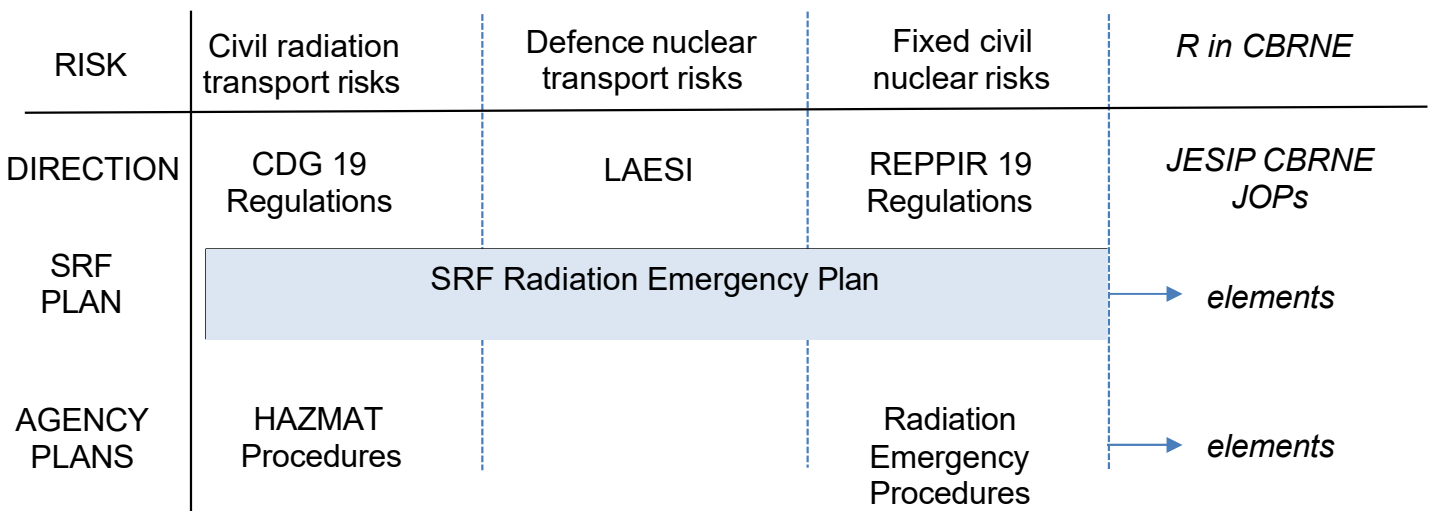 RISK
Civil radiation
transport risks
Defence nuclear
transport risks
Fixed civil
nuclear risks
R in CBRNE
DIRECTION
CDG 19
Regulations
LAESI
REPPIR 19
Regulations
JESIP CBRNE
JOPs
SRF
PLAN
SRF Radiation Emergency Plan
elements
AGENCY
PLANS
HAZMAT
Procedures
Radiation
Emergency
Procedures
elements